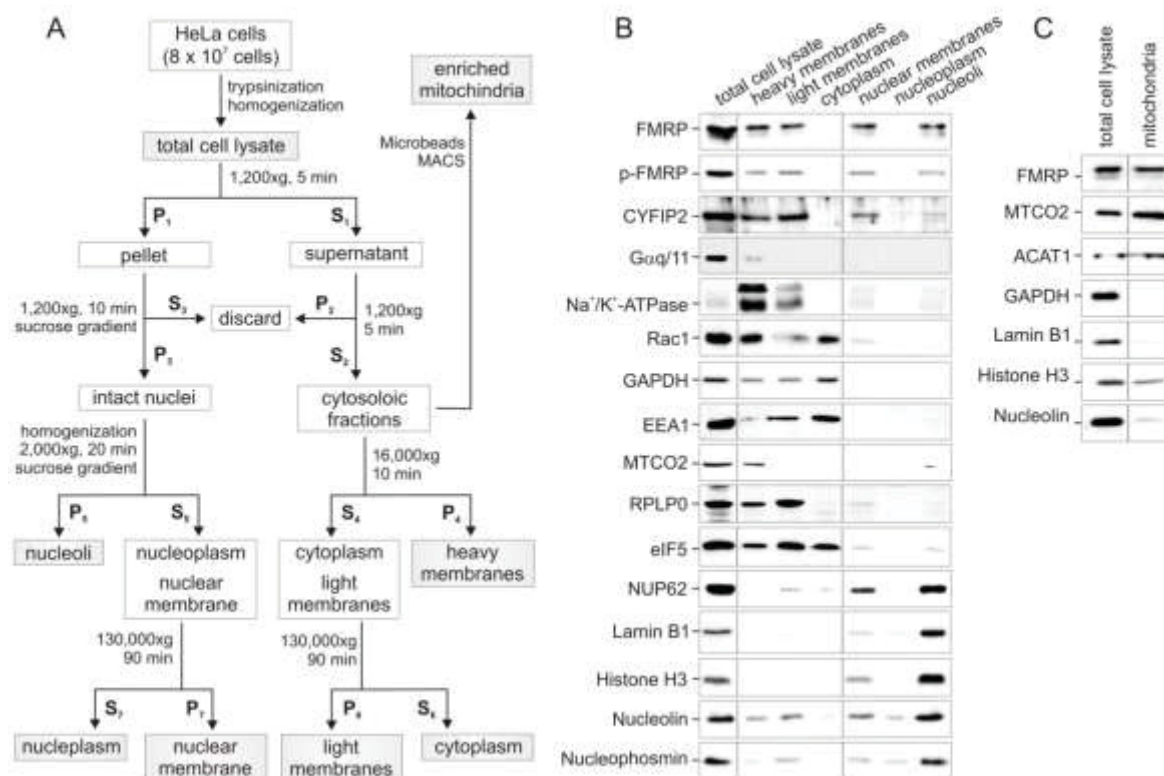 A
HeLa cells
(8 x 10⁷ cells)
trypsinization
homogenization
total cell lysate
1,200xg, 5 min
P₁
S₁
pellet
supernatant
1,200xg, 10 min
sucrose gradient
S₃
discard
P₂
1,200xg
5 min
P₃
S₂
intact nuclei
cytosoloic
fractions
enriched
mitochindria
Microbeads
MACS
homogenization
2,000xg, 20 min
sucrose gradient
16,000xg
10 min
P₅
S₅
S₄
P₄
nucleoli
nucleoplasm
nuclear
membrane
cytoplasm
light
membranes
heavy
membranes
130,000xg
90 min
130,000xg
90 min
S₇
P₇
nucleplasm
nuclear
membrane
light
membranes
cytoplasm
B
total cell lysate
heavy membranes
light membranes
cytoplasm
nuclear membranes
nucleoplasm
nucleoli
FMRP
p-FMRP
CYFIP2
Gαq/11
Na⁺/K⁺-ATPase
Rac1
GAPDH
EEA1
MTCO2
RPLP0
eIF5
NUP62
Lamin B1
Histone H3
Nucleolin
Nucleophosmin
C
total cell lysate
mitochondria
FMRP
MTCO2
ACAT1
GAPDH
Lamin B1
Histone H3
Nucleolin